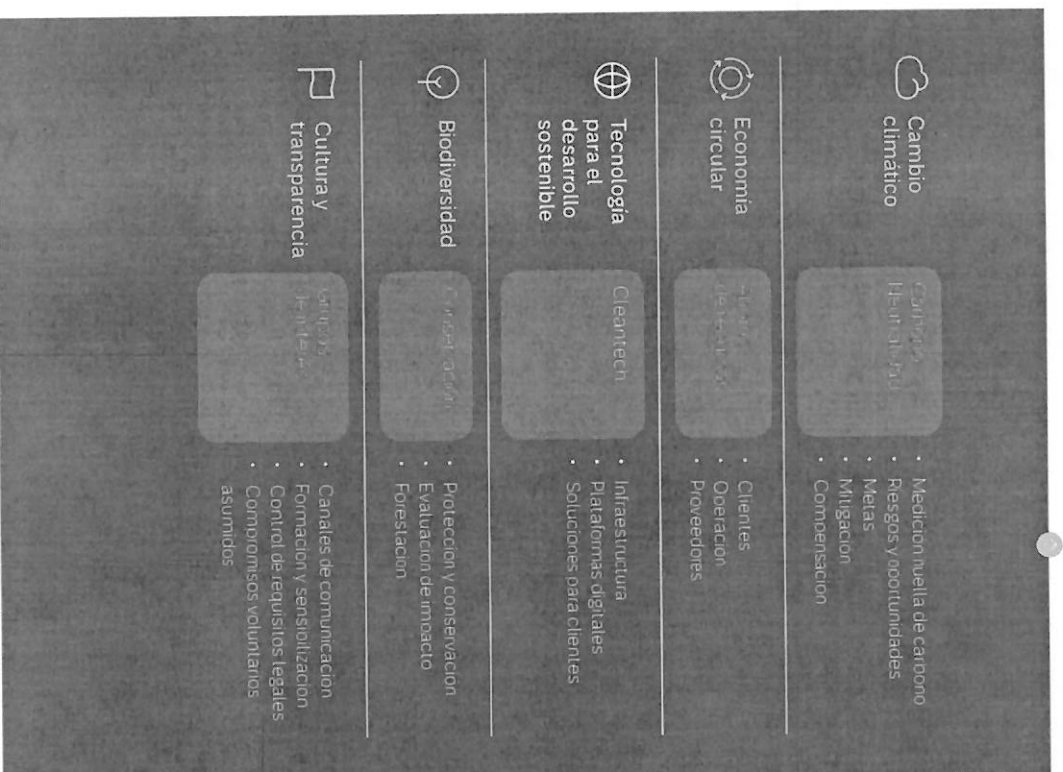 Cambio
climático
Carbono
Neutralidad
• Medición huella de carbono
• Riesgos y oportunidades
• Metas
• Mitigación
• Compensación
Economía
circular
• Clientes
• Operación
• Proveedores
Tecnología
para el
desarrollo
sostenible
Cleantech
• Infraestructura
• Plataformas digitales
• Soluciones para clientes
Biodiversidad
• Protección y conservación
• Evaluación de impacto
• Forestación
Cultura y
transparencia
• Canales de comunicación
• Formación y sensibilización
• Control de requisitos legales
• Compromisos voluntarios
asumidos